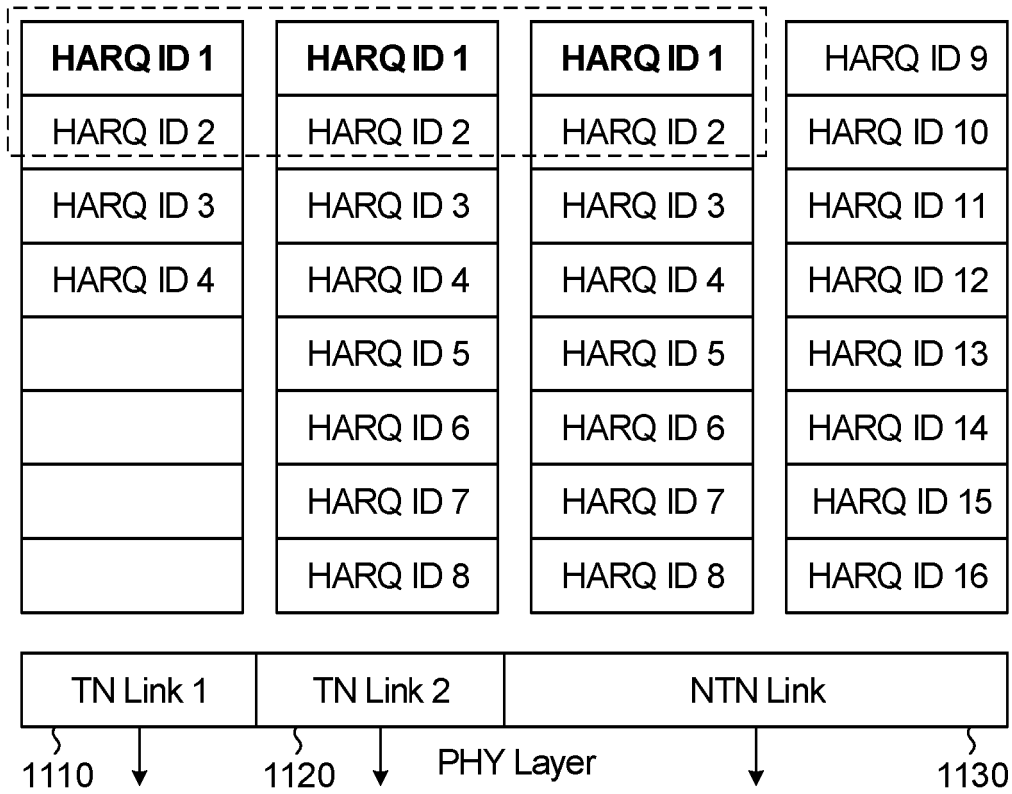 HARQ ID 1 HARQ ID 1 HARQ ID 1 HARQ ID 9
HARQ ID 2 HARQ ID 2 HARQ ID 2 HARQ ID 10
HARQ ID 3 HARQ ID 3 HARQ ID 3 HARQ ID 11
HARQ ID 4 HARQ ID 4 HARQ ID 4 HARQ ID 12
HARQ ID 5 HARQ ID 5 HARQ ID 13
HARQ ID 6 HARQ ID 6 HARQ ID 14
HARQ ID 7 HARQ ID 7 HARQ ID 15
HARQ ID 8 HARQ ID 8 HARQ ID 16
TN Link 1 TN Link 2 NTN Link
1110 1120 PHY Layer 1130